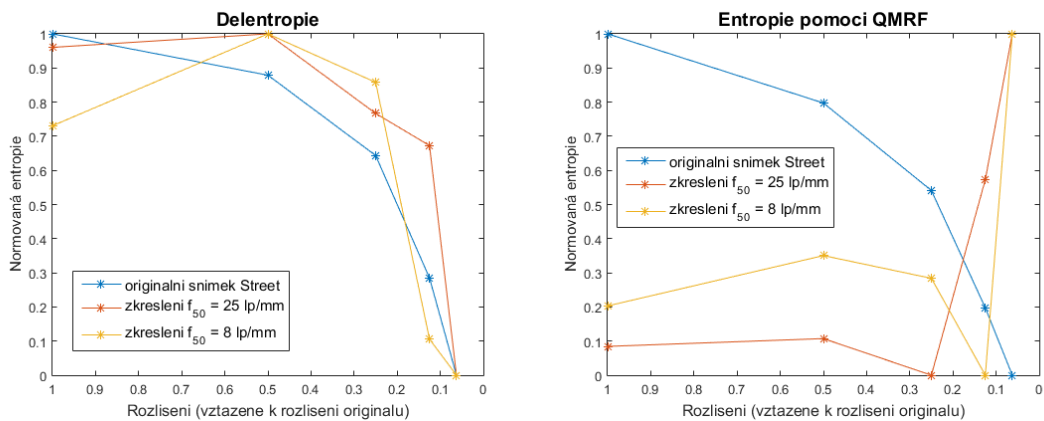 Delentropie
Normovaná entropie
1
0.9
0.8
0.7
0.6
0.5
0.4
0.3
0.2
0.1
0
originalni snimek Street
zkresleni f50 = 25 lp/mm
zkresleni f50 = 8 lp/mm
1 0.9 0.8 0.7 0.6 0.5 0.4 0.3 0.2 0.1 0
Rozliseni (vztazene k rozliseni originalu)
Entropie pomoci QMRF
Normovaná entropie
1
0.9
0.8
0.7
0.6
0.5
0.4
0.3
0.2
0.1
0
originalni snimek Street
zkresleni f50 = 25 lp/mm
zkresleni f50 = 8 lp/mm
1 0.9 0.8 0.7 0.6 0.5 0.4 0.3 0.2 0.1 0
Rozliseni (vztazene k rozliseni originalu)